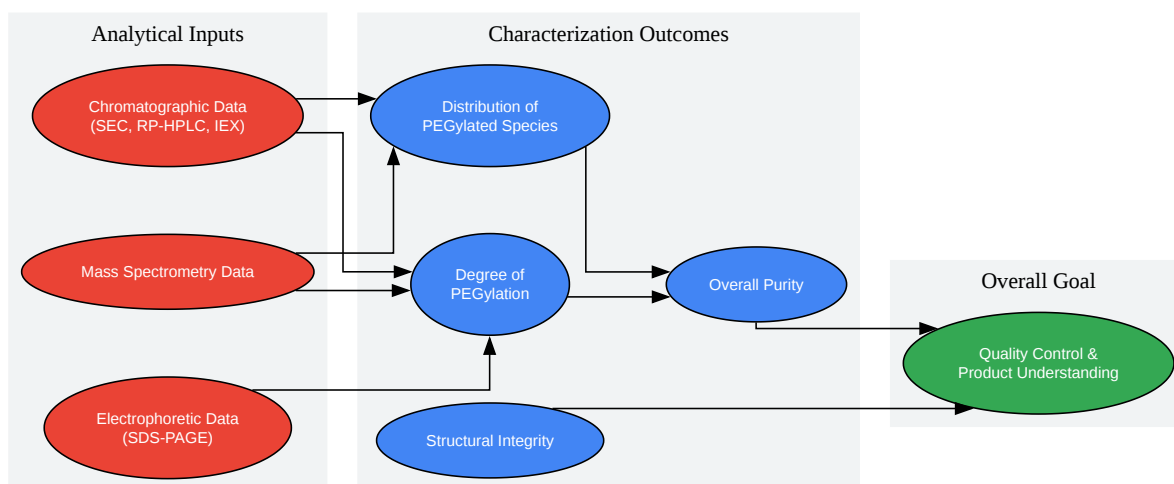 Analytical Inputs
Chromatographic Data
(SEC, RP-HPLC, IEX)
Mass Spectrometry Data
Electrophoretic Data
(SDS-PAGE)
Characterization Outcomes
Distribution of
PEGylated Species
Degree of
PEGylation
Overall Purity
Structural Integrity
Overall Goal
Quality Control &
Product Understanding